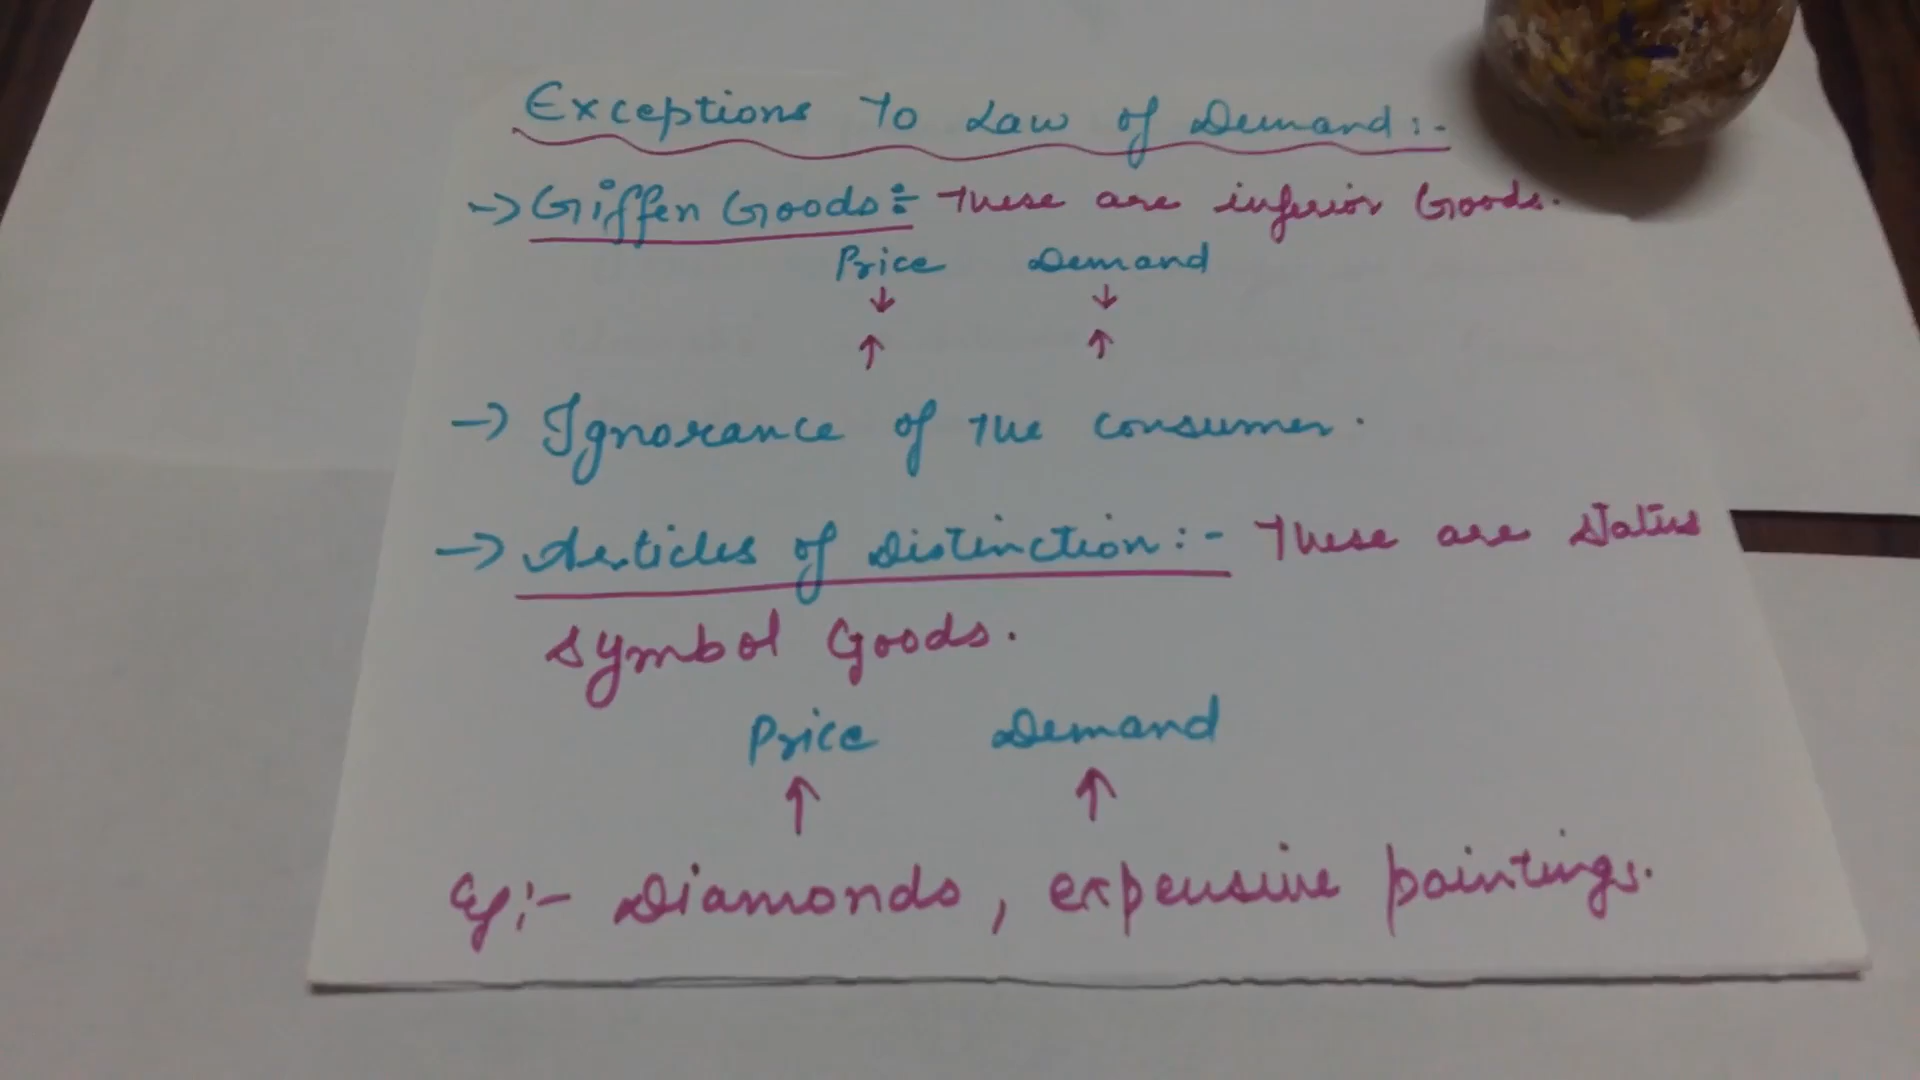 Exceptions To Law of Demand:-
→ Giffen Goods:- These are inferior Goods.
Price Demand
↓ ↓
↑ ↑
→ Ignorance of the consumer.
→ Articles of Distinction:- These are status
symbol Goods.
Price Demand
↑ ↑
Eg:- Diamonds, expensive paintings.